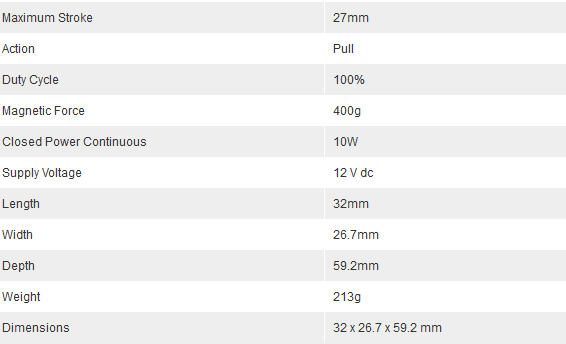 Maximum Stroke 27mm
Action Pull
Duty Cycle 100%
Magnetic Force 400g
Closed Power Continuous 10W
Supply Voltage 12 V dc
Length 32mm
Width 26.7mm
Depth 59.2mm
Weight 213g
Dimensions 32 x 26.7 x 59.2 mm